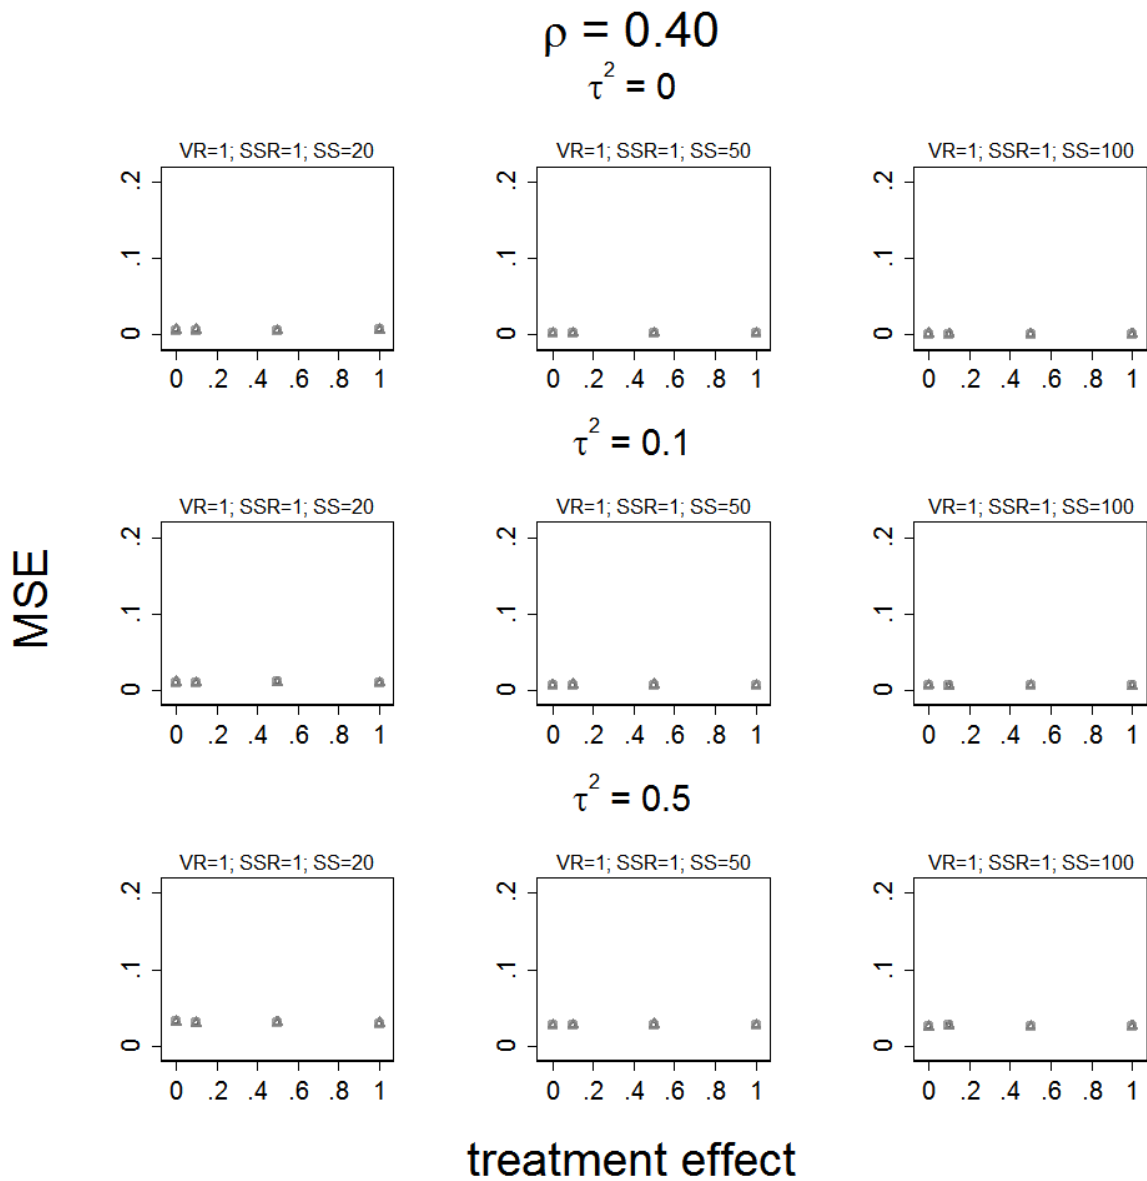 ρ = 0.40
τ² = 0
VR=1; SSR=1; SS=20
VR=1; SSR=1; SS=50
VR=1; SSR=1; SS=100
.2
.1
0
0 .2 .4 .6 .8 1
.2
.1
0
0 .2 .4 .6 .8 1
.2
.1
0
0 .2 .4 .6 .8 1
τ² = 0.1
MSE
VR=1; SSR=1; SS=20
VR=1; SSR=1; SS=50
VR=1; SSR=1; SS=100
.2
.1
0
0 .2 .4 .6 .8 1
.2
.1
0
0 .2 .4 .6 .8 1
.2
.1
0
0 .2 .4 .6 .8 1
τ² = 0.5
VR=1; SSR=1; SS=20
VR=1; SSR=1; SS=50
VR=1; SSR=1; SS=100
.2
.1
0
0 .2 .4 .6 .8 1
.2
.1
0
0 .2 .4 .6 .8 1
.2
.1
0
0 .2 .4 .6 .8 1
treatment effect